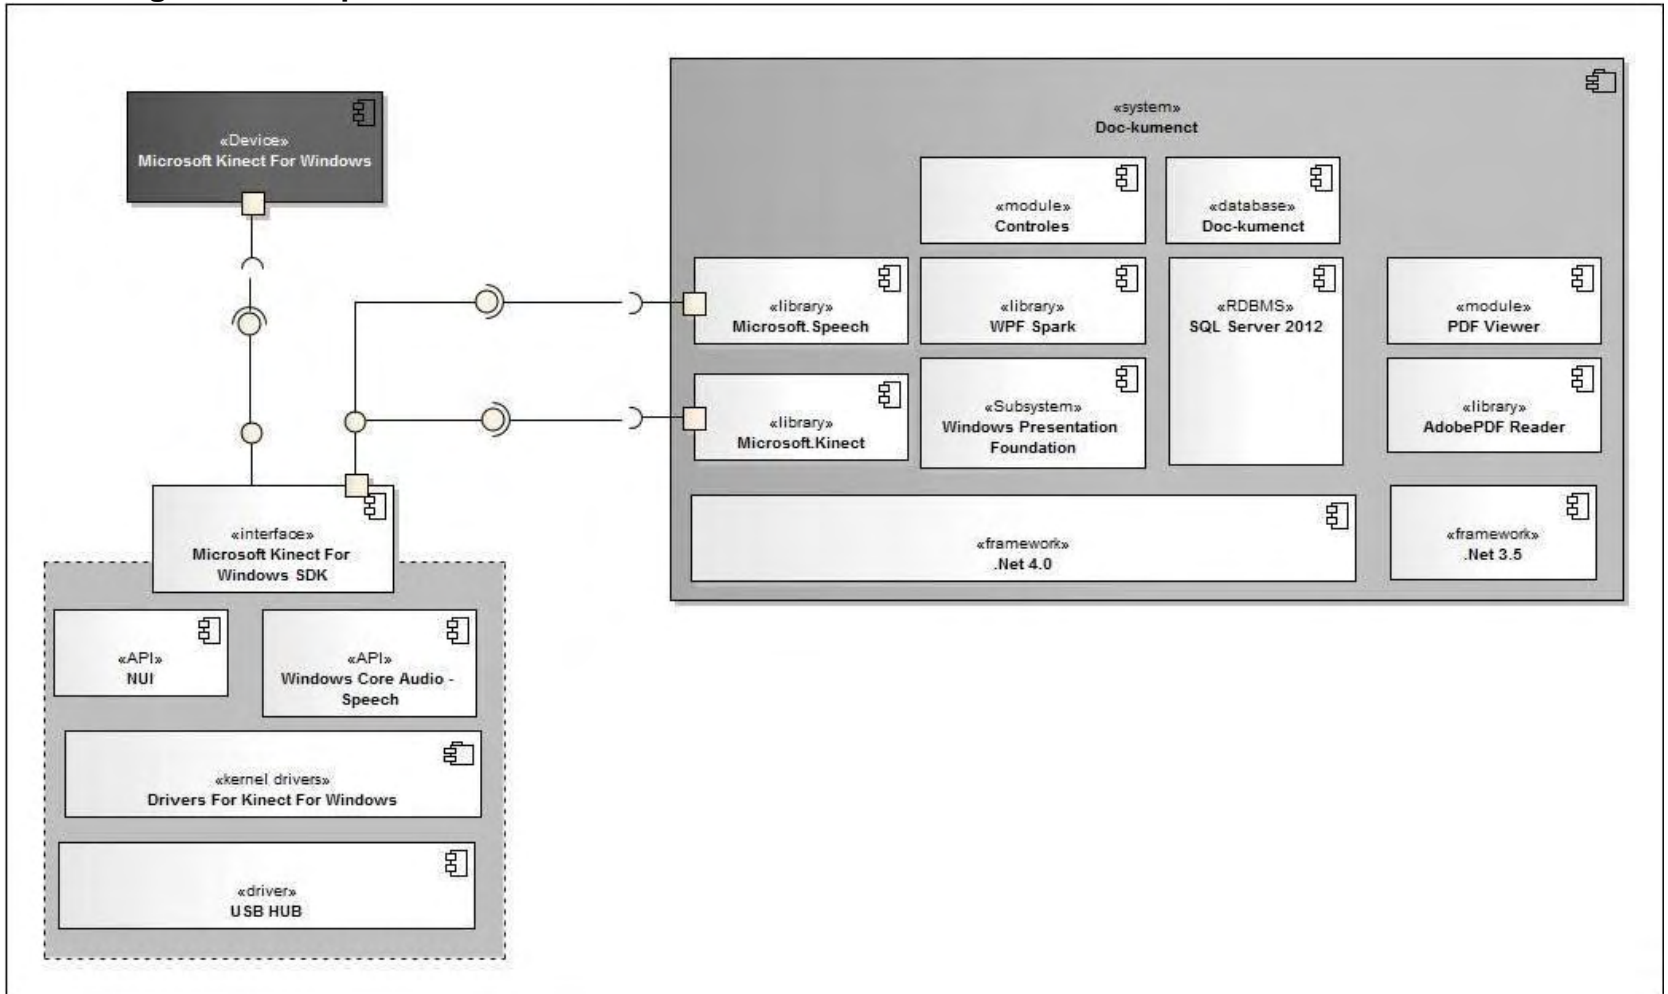 «Device»
Microsoft Kinect For Windows
«system»
Doc-kumenct
«module»
Controles
«database»
Doc-kumenct
«library»
Microsoft.Speech
«library»
WPF Spark
«RDBMS»
SQL Server 2012
«module»
PDF Viewer
«library»
Microsoft.Kinect
«Subsystem»
Windows Presentation
Foundation
«library»
AdobePDF Reader
«framework»
.Net 4.0
«framework»
.Net 3.5
«interface»
Microsoft Kinect For
Windows SDK
«API»
NUI
«API»
Windows Core Audio -
Speech
«kernel drivers»
Drivers For Kinect For Windows
«driver»
USB HUB